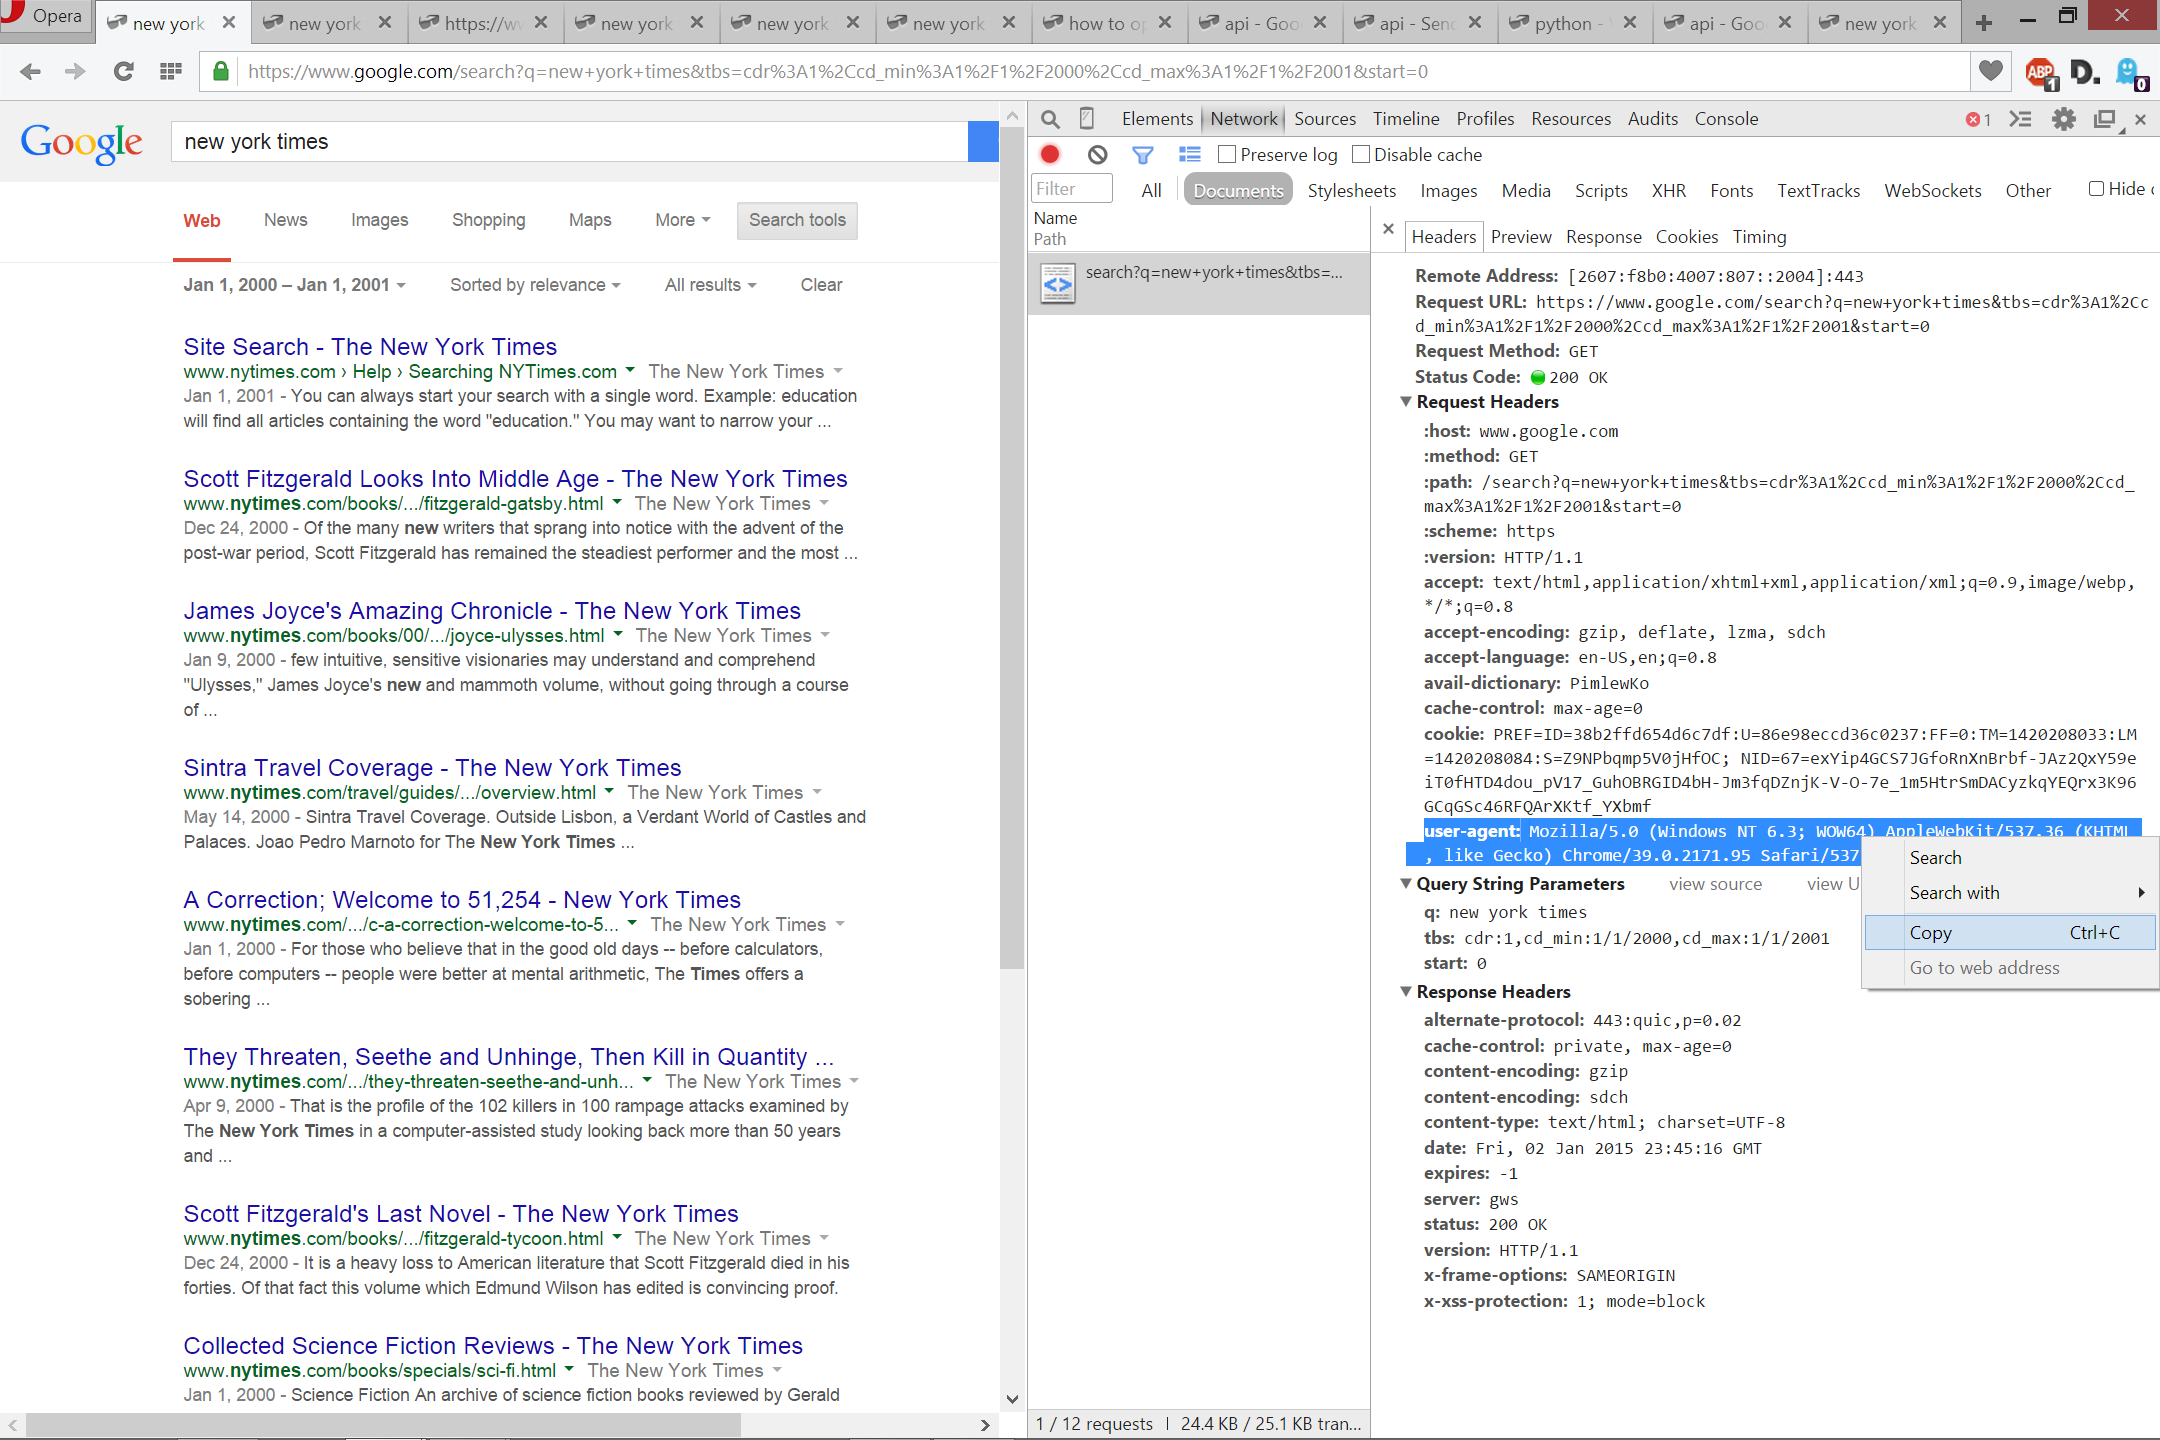 Opera
new york
new york
https://ww
new york
new york
new york
how to op
api - Goo
api - Send
python -
api - Goo
new york
https://www.google.com/search?q=new+york+times&tbs=cdr%3A1%2Ccd_min%3A1%2F1%2F2000%2Ccd_max%3A1%2F1%2F2001&start=0
ABP 1
D.
0
Google
new york times
Web News Images Shopping Maps More Search tools
Jan 1, 2000 – Jan 1, 2001 Sorted by relevance All results Clear
Site Search - The New York Times
www.nytimes.com › Help › Searching NYTimes.com The New York Times
Jan 1, 2001 - You can always start your search with a single word. Example: education
will find all articles containing the word "education." You may want to narrow your ...
Scott Fitzgerald Looks Into Middle Age - The New York Times
www.nytimes.com/books/.../fitzgerald-gatsby.html The New York Times
Dec 24, 2000 - Of the many new writers that sprang into notice with the advent of the
post-war period, Scott Fitzgerald has remained the steadiest performer and the most ...
James Joyce's Amazing Chronicle - The New York Times
www.nytimes.com/books/00/.../joyce-ulysses.html The New York Times
Jan 9, 2000 - few intuitive, sensitive visionaries may understand and comprehend
"Ulysses," James Joyce's new and mammoth volume, without going through a course
of ...
Sintra Travel Coverage - The New York Times
www.nytimes.com/travel/guides/.../overview.html The New York Times
May 14, 2000 - Sintra Travel Coverage. Outside Lisbon, a Verdant World of Castles and
Palaces. Joao Pedro Marnoto for The New York Times ...
A Correction; Welcome to 51,254 - New York Times
www.nytimes.com/.../c-a-correction-welcome-to-5... The New York Times
Jan 1, 2000 - For those who believe that in the good old days -- before calculators,
before computers -- people were better at mental arithmetic, The Times offers a
sobering ...
They Threaten, Seethe and Unhinge, Then Kill in Quantity ...
www.nytimes.com/.../they-threaten-seethe-and-unh... The New York Times
Apr 9, 2000 - That is the profile of the 102 killers in 100 rampage attacks examined by
The New York Times in a computer-assisted study looking back more than 50 years
and ...
Scott Fitzgerald's Last Novel - The New York Times
www.nytimes.com/books/.../fitzgerald-tycoon.html The New York Times
Dec 24, 2000 - It is a heavy loss to American literature that Scott Fitzgerald died in his
forties. Of that fact this volume which Edmund Wilson has edited is convincing proof.
Collected Science Fiction Reviews - The New York Times
www.nytimes.com/books/specials/sci-fi.html The New York Times
Jan 1, 2000 - Science Fiction An archive of science fiction books reviewed by Gerald
Elements Network Sources Timeline Profiles Resources Audits Console 1
Preserve log Disable cache
Filter All Documents Stylesheets Images Media Scripts XHR Fonts TextTracks WebSockets Other Hide
Name
Path
search?q=new+york+times&tbs=...
1 / 12 requests | 24.4 KB / 25.1 KB tran...
Headers Preview Response Cookies Timing
Remote Address: [2607:f8b0:4007:807::2004]:443
Request URL: https://www.google.com/search?q=new+york+times&tbs=cdr%3A1%2Cc
d_min%3A1%2F1%2F2000%2Ccd_max%3A1%2F1%2F2001&start=0
Request Method: GET
Status Code: 200 OK
Request Headers
:host: www.google.com
:method: GET
:path: /search?q=new+york+times&tbs=cdr%3A1%2Ccd_min%3A1%2F1%2F2000%2Ccd_
max%3A1%2F1%2F2001&start=0
:scheme: https
:version: HTTP/1.1
accept: text/html,application/xhtml+xml,application/xml;q=0.9,image/webp,
*/*;q=0.8
accept-encoding: gzip, deflate, lzma, sdch
accept-language: en-US,en;q=0.8
avail-dictionary: PimlewKo
cache-control: max-age=0
cookie: PREF=ID=38b2ffd654d6c7df:U=86e98eccd36c0237:FF=0:TM=1420208033:LM
=1420208084:S=Z9NPbqmp5V0jHfOC; NID=67=exYip4GCS7JGfoRnXnBrbf-JAz2QxY59e
iT0fHTD4dou_pV17_GuhOBRGID4bH-Jm3fqDZnjK-V-O-7e_1m5HtrSmDACyzkqYEQrx3K96
GCqGSc46RFQArXKtf_YXbmf
user-agent: Mozilla/5.0 (Windows NT 6.3; WOW64) AppleWebKit/537.36 (KHTML
, like Gecko) Chrome/39.0.2171.95 Safari/537
Query String Parameters view source view U
q: new york times
tbs: cdr:1,cd_min:1/1/2000,cd_max:1/1/2001
start: 0
Response Headers
alternate-protocol: 443:quic,p=0.02
cache-control: private, max-age=0
content-encoding: gzip
content-encoding: sdch
content-type: text/html; charset=UTF-8
date: Fri, 02 Jan 2015 23:45:16 GMT
expires: -1
server: gws
status: 200 OK
version: HTTP/1.1
x-frame-options: SAMEORIGIN
x-xss-protection: 1; mode=block
Search
Search with
Copy Ctrl+C
Go to web address